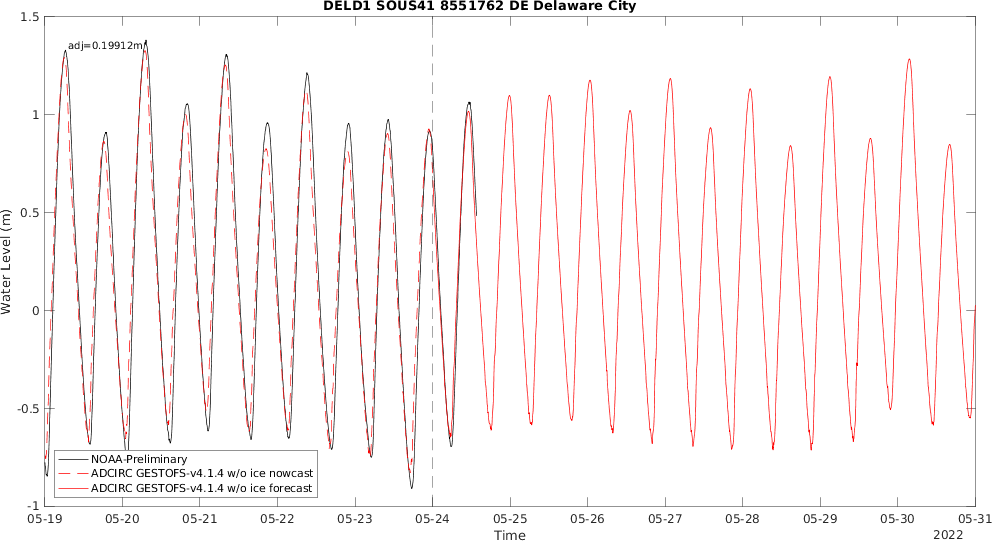 DELD1 SOUS41 8551762 DE Delaware City
adj=0.19912m
Water Level (m)
1.5
1
0.5
0
-0.5
-1
NOAA-Preliminary
ADCIRC GESTOFS-v4.1.4 w/o ice nowcast
ADCIRC GESTOFS-v4.1.4 w/o ice forecast
05-19 05-20 05-21 05-22 05-23 05-24 05-25 05-26 05-27 05-28 05-29 05-30 05-31
Time
2022